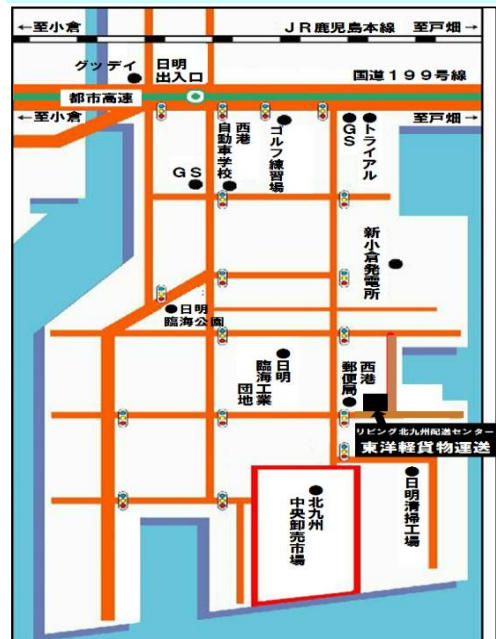 ←至小倉
JR鹿児島本線
至戸畑→
グッデイ
日明
出入口
国道199号線
都市高速
←至小倉
至戸畑→
西港
自動車学校
ゴルフ練習場
GS
トライアル
GS
新小倉発電所
日明
臨海公園
日明
臨海工業
団地
西港
郵便局
リビング北九州配送センター
東洋軽貨物運送
北九州
中央卸売市場
日明清掃工場